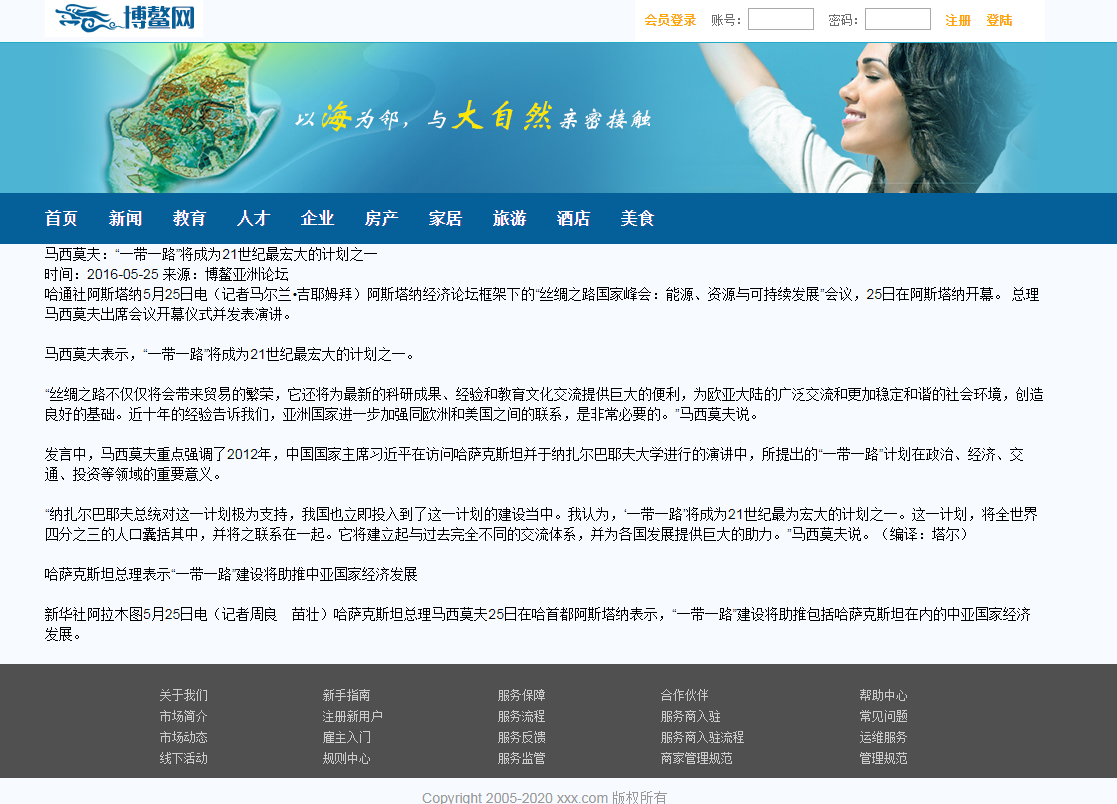 博鳌网
会员登录 账号： 密码： 注册 登陆
以海为邻，与大自然亲密接触
首页 新闻 教育 人才 企业 房产 家居 旅游 酒店 美食
马西莫夫：“一带一路”将成为21世纪最宏大的计划之一
时间：2016-05-25 来源：博鳌亚洲论坛
哈通社阿斯塔纳5月25日电（记者马尔兰•吉耶姆拜）阿斯塔纳经济论坛框架下的“丝绸之路国家峰会：能源、资源与可持续发展”会议，25日在阿斯塔纳开幕。 总理
马西莫夫出席会议开幕仪式并发表演讲。
马西莫夫表示，“一带一路”将成为21世纪最宏大的计划之一。
“丝绸之路不仅仅将会带来贸易的繁荣，它还将为最新的科研成果、经验和教育文化交流提供巨大的便利，为欧亚大陆的广泛交流和更加稳定和谐的社会环境，创造
良好的基础。近十年的经验告诉我们，亚洲国家进一步加强同欧洲和美国之间的联系，是非常必要的。”马西莫夫说。
发言中，马西莫夫重点强调了2012年，中国国家主席习近平在访问哈萨克斯坦并于纳扎尔巴耶夫大学进行的演讲中，所提出的“一带一路”计划在政治、经济、交
通、投资等领域的重要意义。
“纳扎尔巴耶夫总统对这一计划极为支持，我国也立即投入到了这一计划的建设当中。我认为，‘一带一路’将成为21世纪最为宏大的计划之一。这一计划，将全世界
四分之三的人口囊括其中，并将之联系在一起。它将建立起与过去完全不同的交流体系，并为各国发展提供巨大的助力。”马西莫夫说。（编译：塔尔）
哈萨克斯坦总理表示“一带一路”建设将助推中亚国家经济发展
新华社阿拉木图5月25日电（记者周良　苗壮）哈萨克斯坦总理马西莫夫25日在哈首都阿斯塔纳表示，“一带一路”建设将助推包括哈萨克斯坦在内的中亚国家经济
发展。
关于我们 新手指南 服务保障 合作伙伴 帮助中心
市场简介 注册新用户 服务流程 服务商入驻 常见问题
市场动态 雇主入门 服务反馈 服务商入驻流程 运维服务
线下活动 规则中心 服务监管 商家管理规范 管理规范
Copyright 2005-2020 xxx.com 版权所有